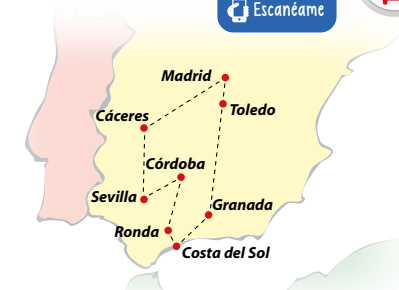 Escanéame
Madrid
Toledo
Cáceres
Córdoba
Sevilla
Granada
Ronda
Costa del Sol